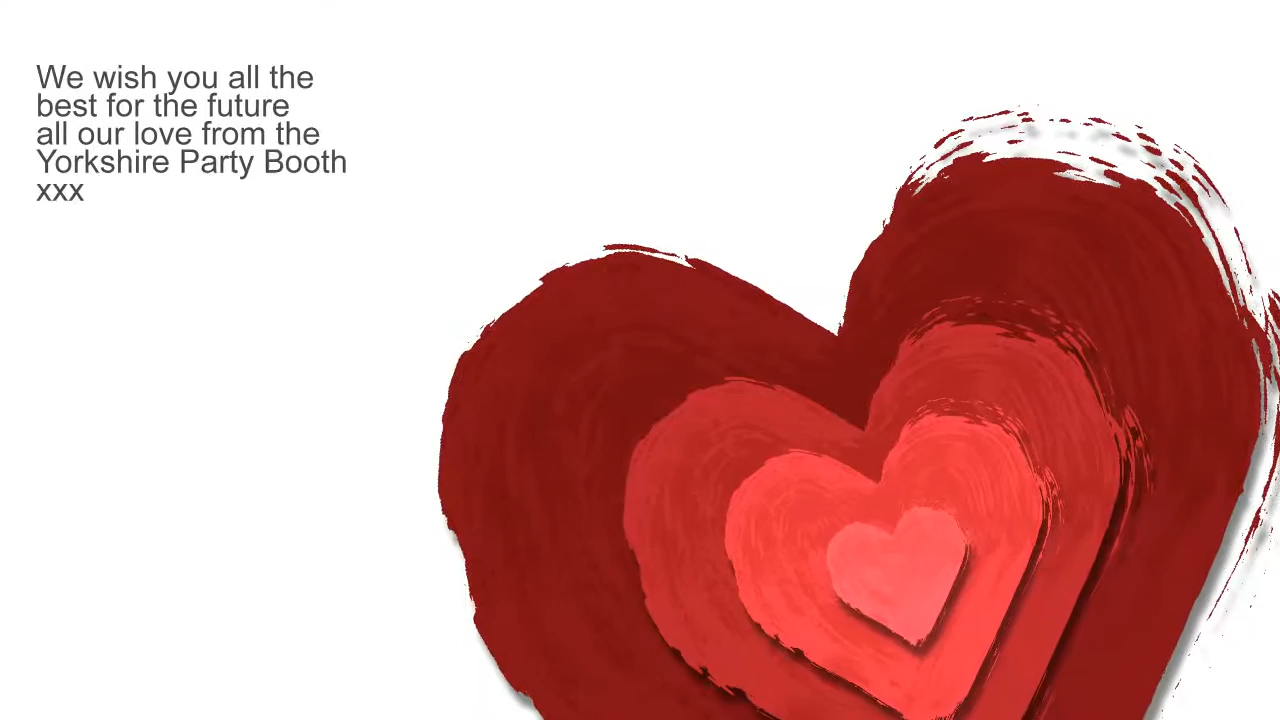 We wish you all the
best for the future
all our love from the
Yorkshire Party Booth
xxx